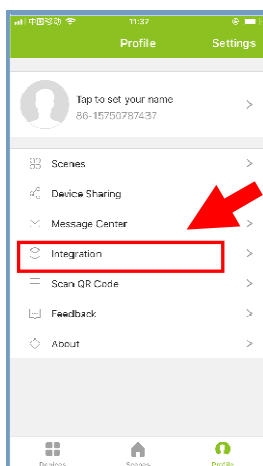 中国移动 11:37
Profile Settings
Tap to set your name
86-15750787437
Scenes
Device Sharing
Message Center
Integration
Scan QR Code
Feedback
About
Devices Scenes Profile